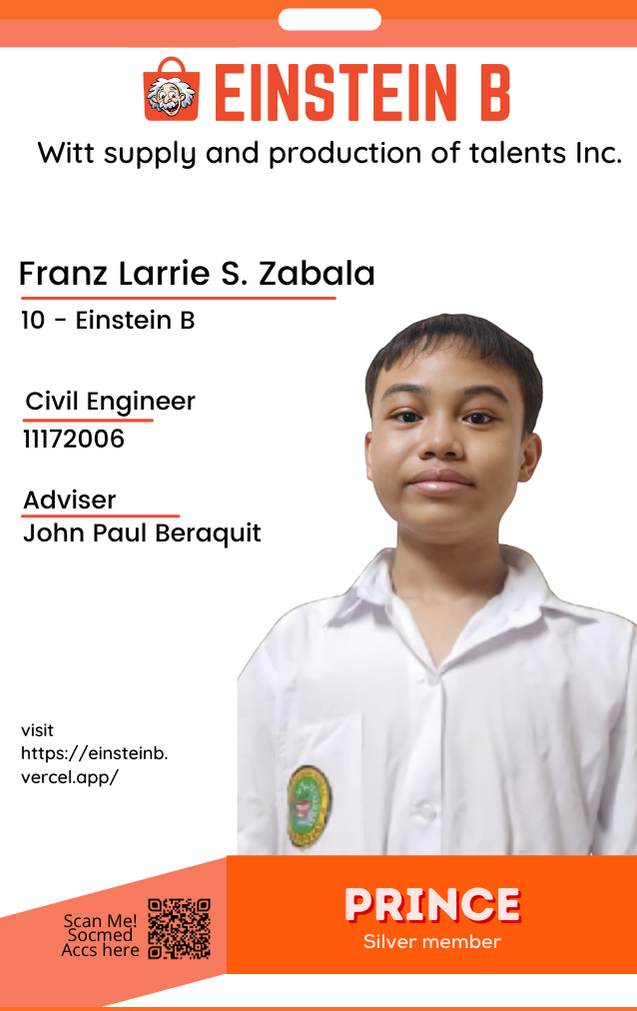 EINSTEIN B
Witt supply and production of talents Inc.
Franz Larrie S. Zabala
10 - Einstein B
Civil Engineer
11172006
Adviser
John Paul Beraquit
visit
https://einsteinb.
vercel.app/
PRINCE
Silver member
Scan Me!
Socmed
Accs here